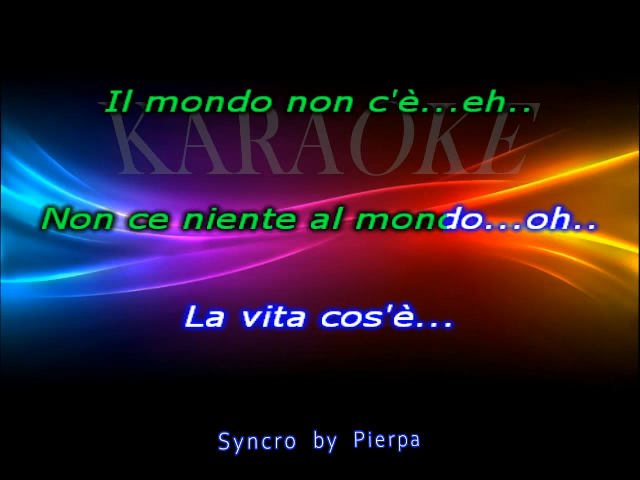 Il mondo non c'è...eh..
KARAOKE
Non ce niente al mondo...oh..
La vita cos'è...
Syncro by Pierpa